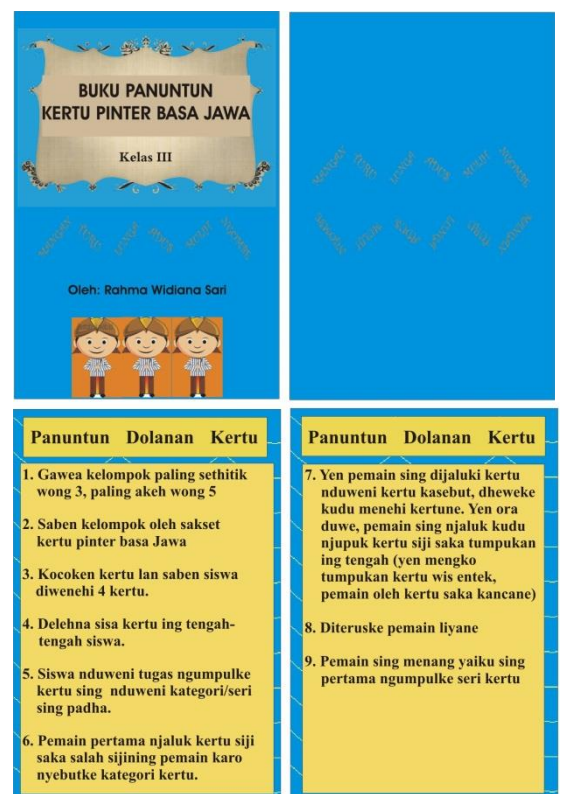 BUKU PANUNTUN
KERTU PINTER BASA JAWA
Kelas III
Oleh: Rahma Widiana Sari
Panuntun Dolanan Kertu
1. Gawea kelompok paling sethitik
wong 3, paling akeh wong 5
2. Saben kelompok oleh sakset
kertu pinter basa Jawa
3. Kocoken kertu lan saben siswa
diwenehi 4 kertu.
4. Delehna sisa kertu ing tengah-
tengah siswa.
5. Siswa nduweni tugas ngumpulke
kertu sing nduweni kategori/seri
sing padha.
6. Pemain pertama njaluk kertu siji
saka salah sijining pemain karo
nyebutke kategori kertu.
Panuntun Dolanan Kertu
7. Yen pemain sing dijaluki kertu
nduweni kertu kasebut, dheweke
kudu menehi kertune. Yen ora
duwe, pemain sing njaluk kudu
njupuk kertu siji saka tumpukan
ing tengah (yen mengko
tumpukan kertu wis entek,
pemain oleh kertu saka kancane)
8. Diteruske pemain liyane
9. Pemain sing menang yaiku sing
pertama ngumpulke seri kertu